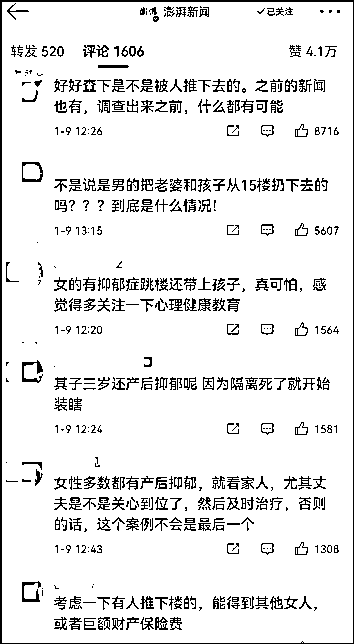 澎湃新闻
已关注
转发 520 评论 1606 赞 4.1万
好好查下是不是被人推下去的。之前的新闻
也有，调查出来之前，什么都有可能
1-9 12:26 8716
不是说是男的把老婆和孩子从15楼扔下去的
吗？？？到底是什么情况！
1-9 13:15 5607
女的有抑郁症跳楼还带上孩子，真可怕，感
觉得多关注一下心理健康教育
1-9 12:20 1564
其子三岁还产后抑郁呢 因为隔离死了就开始
装瞎
1-9 12:24 1581
女性多数都有产后抑郁，就看家人，尤其丈
夫是不是关心到位了，然后及时治疗，否则
的话，这个案例不会是最后一个
1-9 12:43 1308
考虑一下有人推下楼的，能得到其他女人，
或者巨额财产保险费